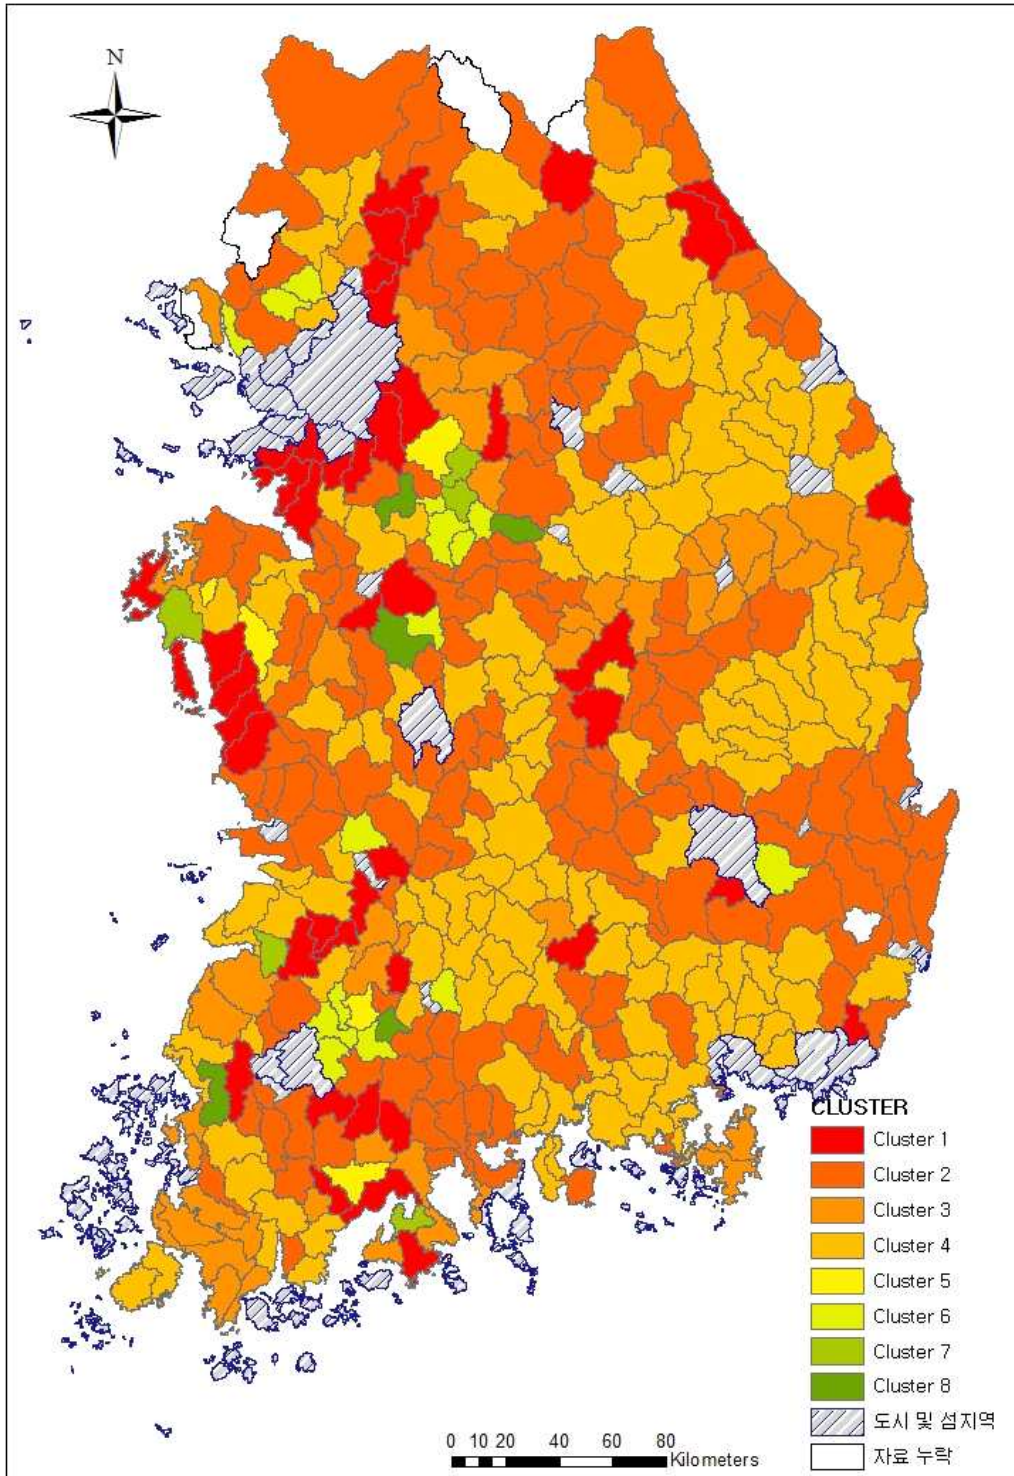 N
CLUSTER
Cluster 1
Cluster 2
Cluster 3
Cluster 4
Cluster 5
Cluster 6
Cluster 7
Cluster 8
도시 및 섬지역
자료 누락
0 10 20 40 60 80
Kilometers